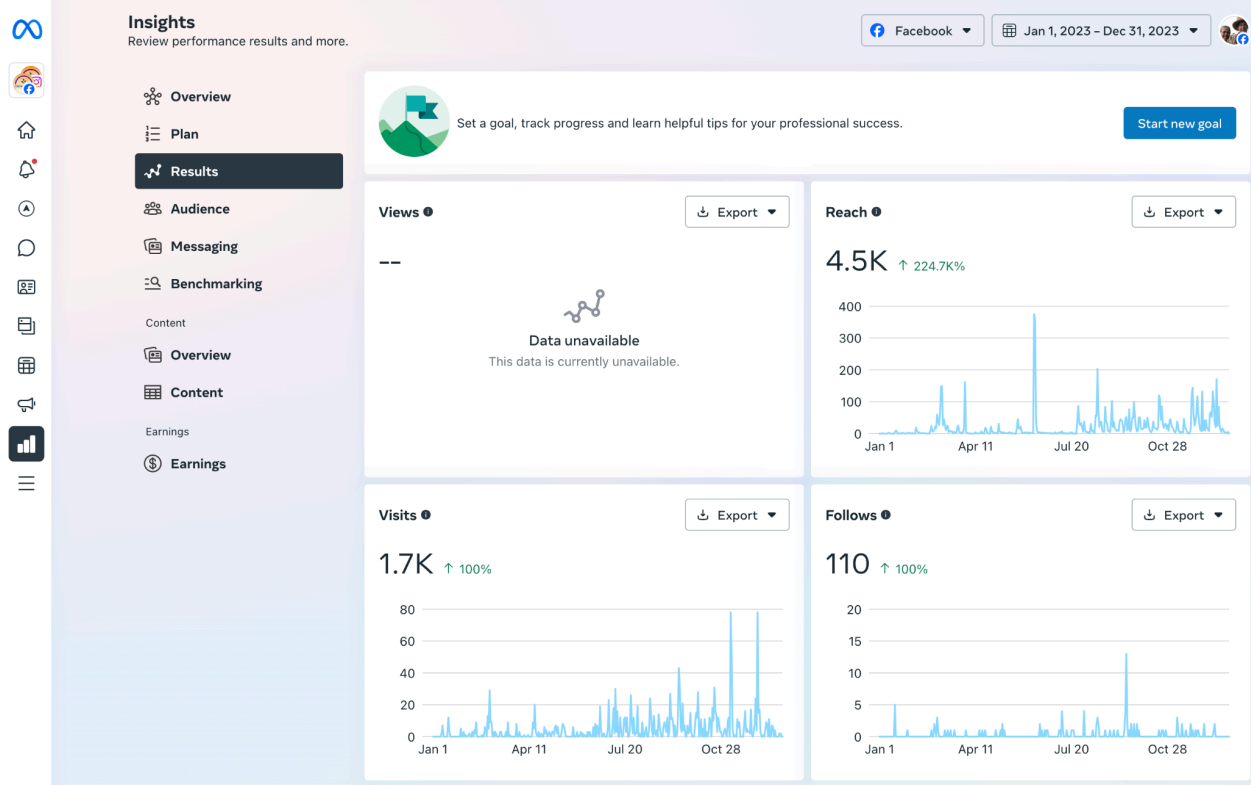 Insights
Review performance results and more.
Facebook
Jan 1, 2023 – Dec 31, 2023
Overview
Plan
Results
Audience
Messaging
Benchmarking
Content
Overview
Content
Earnings
Earnings
Set a goal, track progress and learn helpful tips for your professional success.
Start new goal
Views
Export
--
Data unavailable
This data is currently unavailable.
Reach
Export
4.5K ↑ 224.7K%
400
300
200
100
0
Jan 1 Apr 11 Jul 20 Oct 28
Visits
Export
1.7K ↑ 100%
80
60
40
20
0
Jan 1 Apr 11 Jul 20 Oct 28
Follows
Export
110 ↑ 100%
20
15
10
5
0
Jan 1 Apr 11 Jul 20 Oct 28